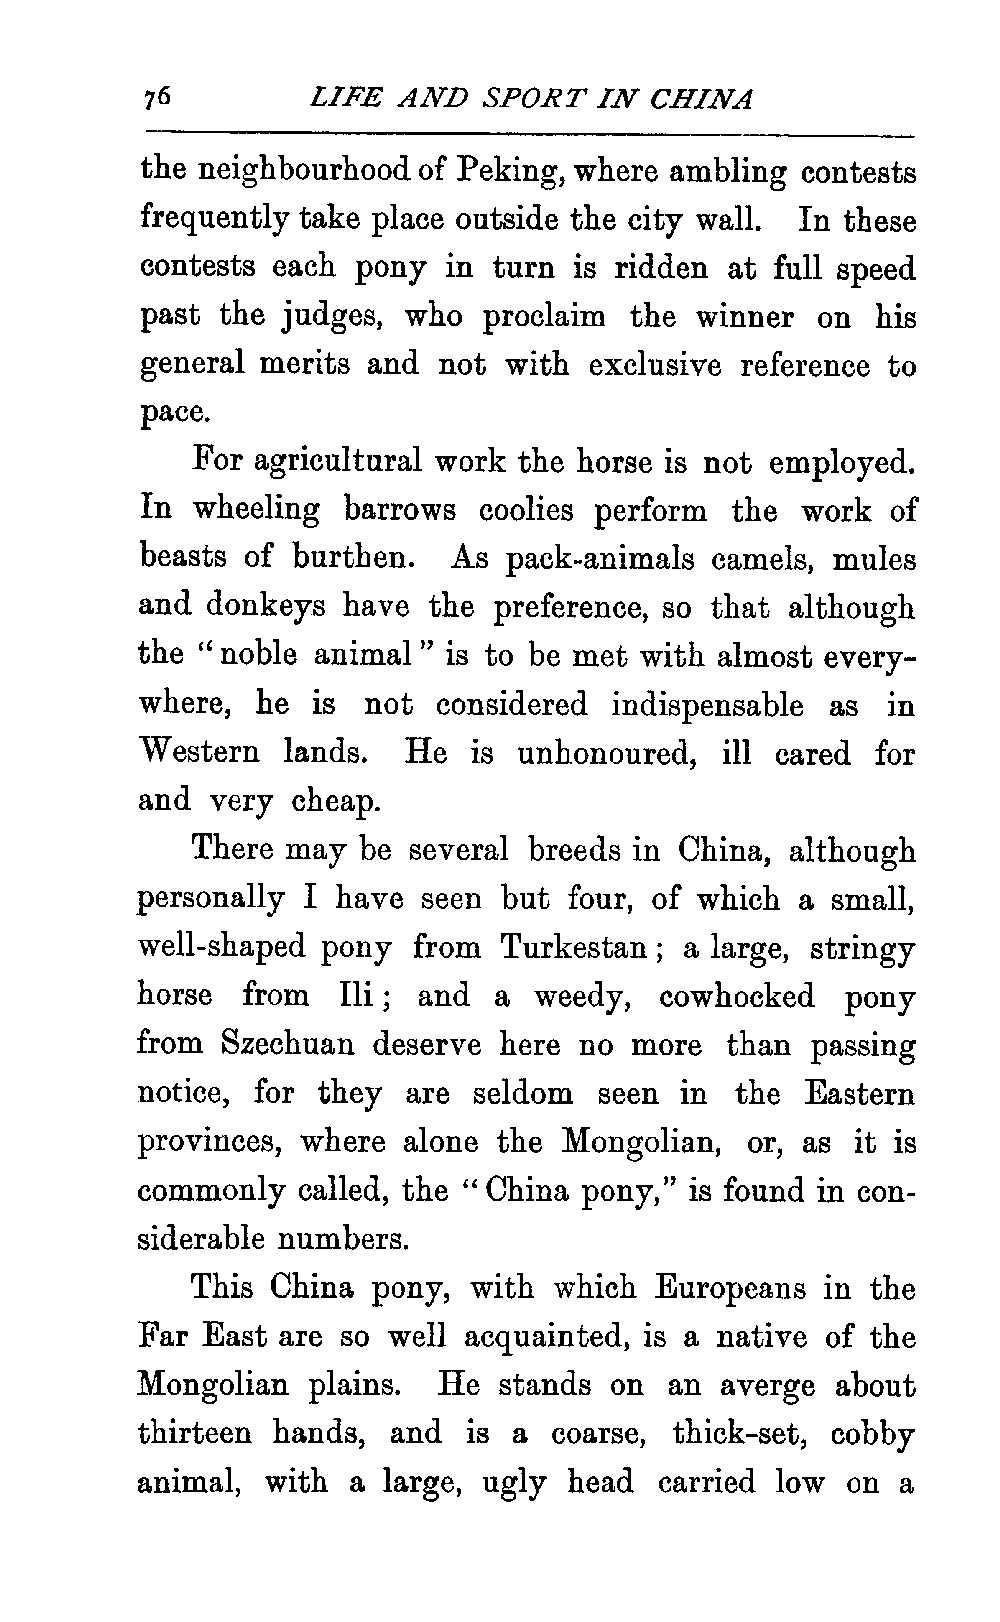 76 LIFE AND SPORT IN CHINA
the neighbourhood of Peking, where ambling contests
frequently take place outside the city wall. In these
contests each pony in turn is ridden at full speed
past the judges, who proclaim the winner on his
general merits and not with exclusive reference to
pace.
For agricultural work the horse is not employed.
In wheeling barrows coolies perform the work of
beasts of burthen. As pack-animals camels, mules
and donkeys have the preference, so that although
the “noble animal” is to be met with almost every-
where, he is not considered indispensable as in
Western lands. He is unhonoured, ill cared for
and very cheap.
There may be several breeds in China, although
personally I have seen but four, of which a small,
well-shaped pony from Turkestan; a large, stringy
horse from Ili; and a weedy, cowhocked pony
from Szechuan deserve here no more than passing
notice, for they are seldom seen in the Eastern
provinces, where alone the Mongolian, or, as it is
commonly called, the “China pony,” is found in con-
siderable numbers.
This China pony, with which Europeans in the
Far East are so well acquainted, is a native of the
Mongolian plains. He stands on an averge about
thirteen hands, and is a coarse, thick-set, cobby
animal, with a large, ugly head carried low on a